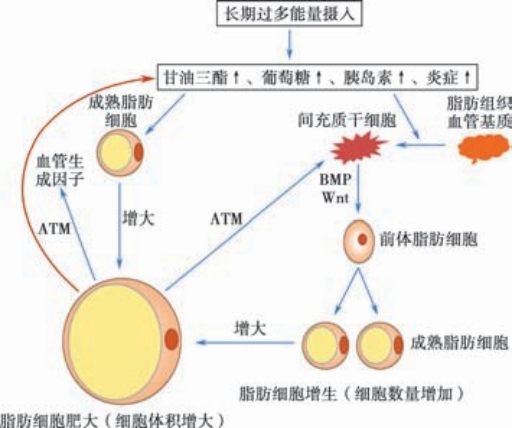 长期过多能量摄入
甘油三酯↑、葡萄糖↑、胰岛素↑、炎症↑
成熟脂肪
细胞
间充质干细胞
脂肪组织
血管基质
血管生
成因子
BMP
Wnt
ATM
增大
ATM
前体脂肪细胞
增大
成熟脂肪细胞
脂肪细胞增生（细胞数量增加）
脂肪细胞肥大（细胞体积增大）